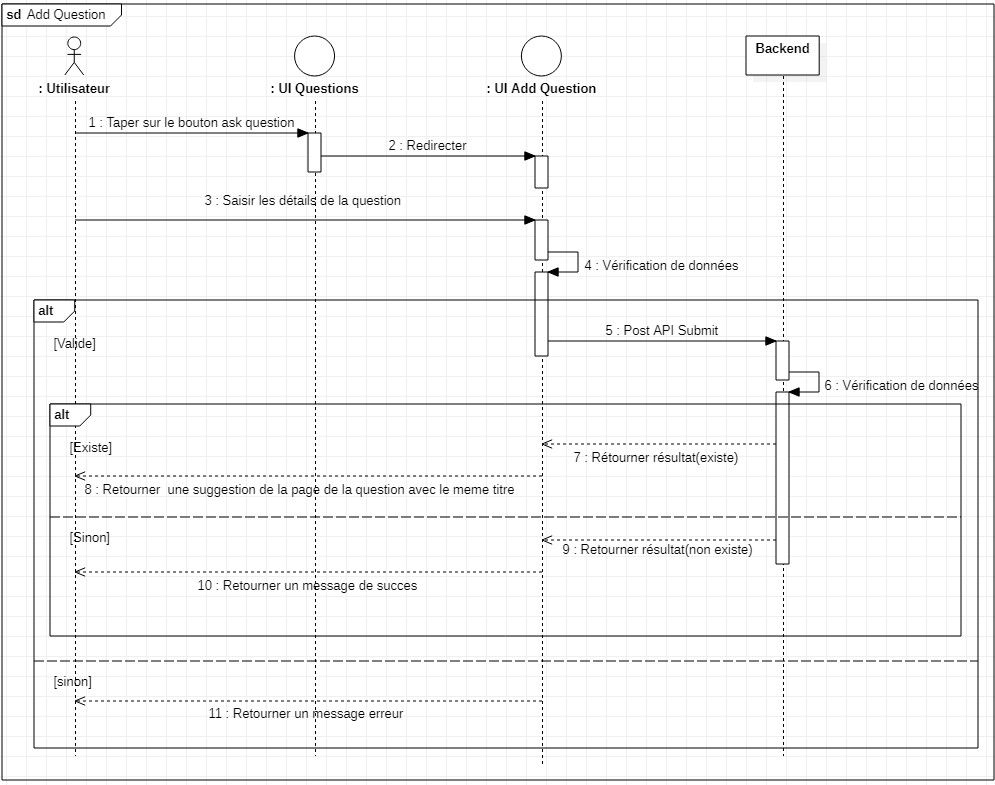 sd Add Question
: Utilisateur
: UI Questions
: UI Add Question
Backend
1 : Taper sur le bouton ask question
2 : Redirecter
3 : Saisir les détails de la question
4 : Vérification de données
alt
[Valide]
5 : Post API Submit
6 : Vérification de données
alt
[Existe]
7 : Rétourner résultat(existe)
8 : Retourner  une suggestion de la page de la question avec le meme titre
[Sinon]
9 : Retourner résultat(non existe)
10 : Retourner un message de succes
[sinon]
11 : Retourner un message erreur